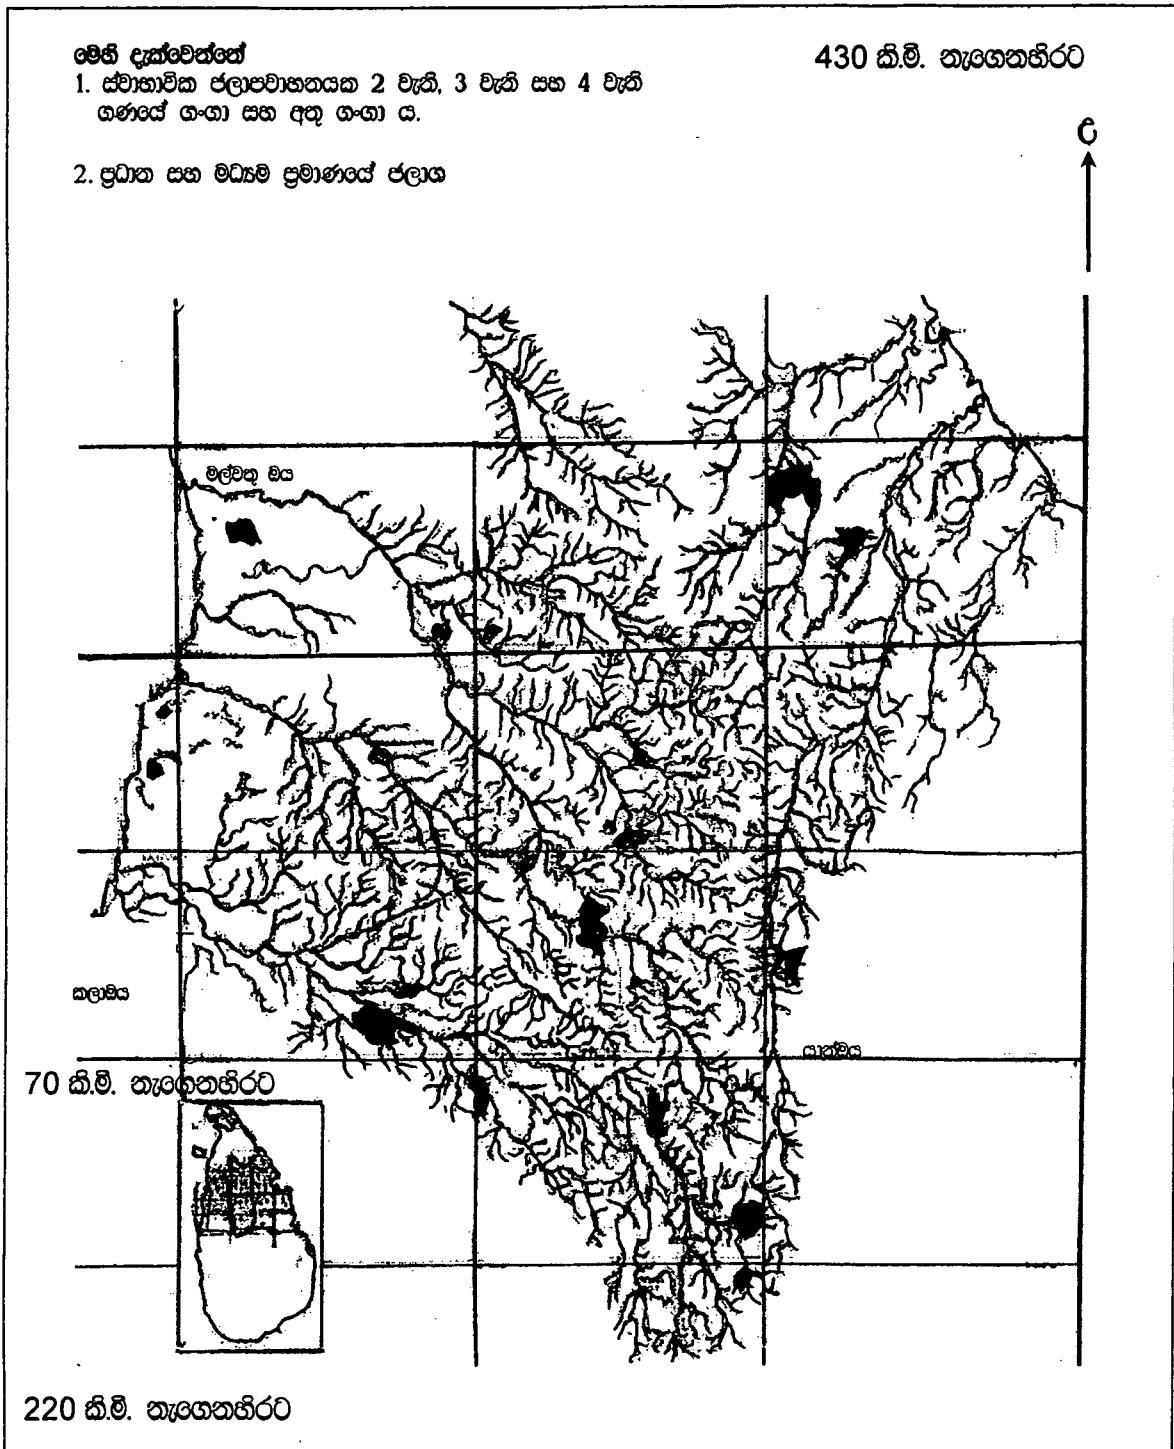 මෙහි දැක්වෙන්නේ
1. ස්වාභාවික ජලාපවාහනයක 2 වැනි, 3 වැනි සහ 4 වැනි
ගණයේ ගංගා සහ අතු ගංගා ය.
2. ප්‍රධාන සහ මධ්‍යම ප්‍රමාණයේ ජලාශ
430 කි.මී. නැගෙනහිරට
උ
මල්වතු ඔය
කලාඔය
යාන්ඔය
70 කි.මී. නැගෙනහිරට
220 කි.මී. නැගෙනහිරට